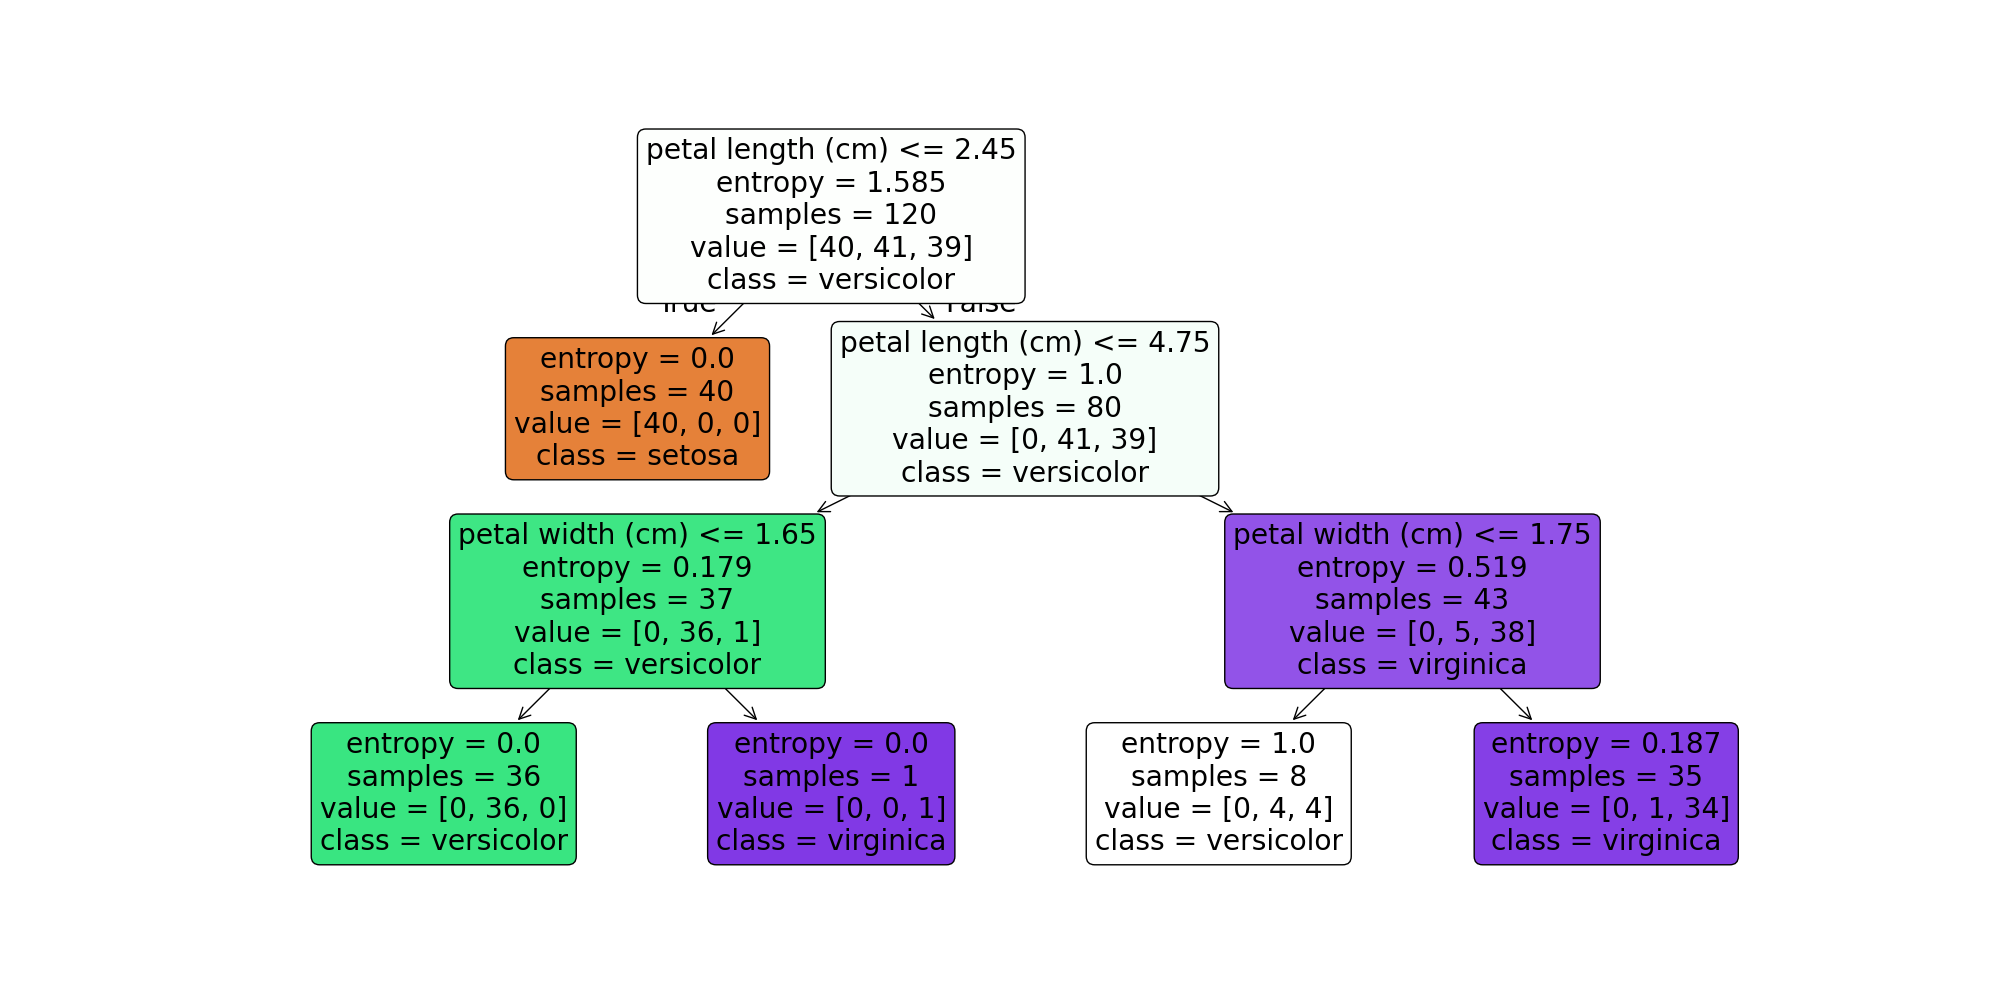 petal length (cm) <= 2.45
entropy = 1.585
samples = 120
value = [40, 41, 39]
class = versicolor
True
False
entropy = 0.0
samples = 40
value = [40, 0, 0]
class = setosa
petal length (cm) <= 4.75
entropy = 1.0
samples = 80
value = [0, 41, 39]
class = versicolor
petal width (cm) <= 1.65
entropy = 0.179
samples = 37
value = [0, 36, 1]
class = versicolor
petal width (cm) <= 1.75
entropy = 0.519
samples = 43
value = [0, 5, 38]
class = virginica
entropy = 0.0
samples = 36
value = [0, 36, 0]
class = versicolor
entropy = 0.0
samples = 1
value = [0, 0, 1]
class = virginica
entropy = 1.0
samples = 8
value = [0, 4, 4]
class = versicolor
entropy = 0.187
samples = 35
value = [0, 1, 34]
class = virginica